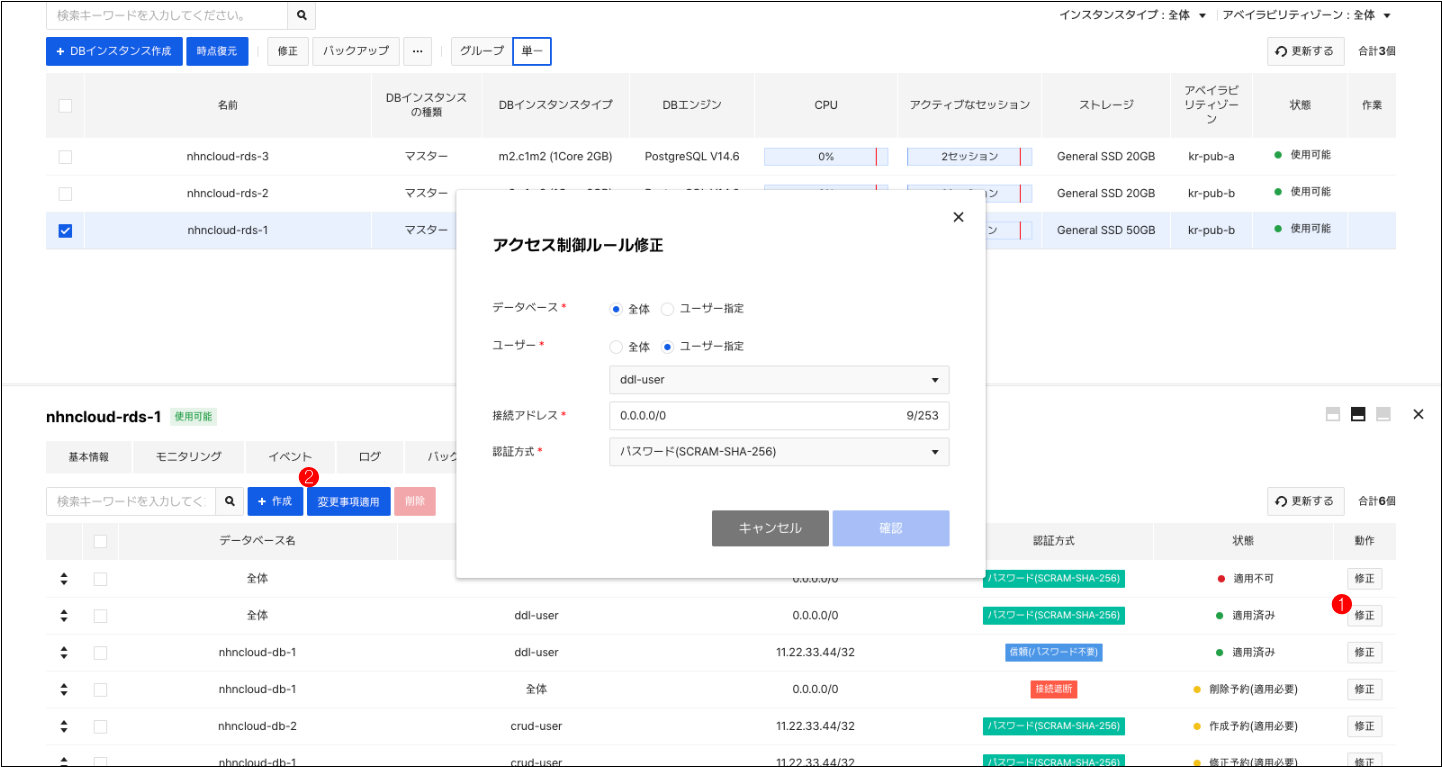 検索キーワードを入力してください。
インスタンスタイプ : 全体 アベイラビリティゾーン : 全体
+ DBインスタンス作成 時点復元 修正 バックアップ ... グループ 単一 更新する 合計3個
名前 DBインスタンスの種類 DBインスタンスタイプ DBエンジン CPU アクティブなセッション ストレージ アベイラビリティゾーン 状態 作業
nhncloud-rds-3 マスター m2.c1m2 (1Core 2GB) PostgreSQL V14.6 0% 2セッション General SSD 20GB kr-pub-a 使用可能
nhncloud-rds-2 マスター General SSD 20GB kr-pub-b 使用可能
nhncloud-rds-1 マスター General SSD 50GB kr-pub-b 使用可能
アクセス制御ルール修正
データベース * 全体 ユーザー指定
ユーザー * 全体 ユーザー指定
ddl-user
接続アドレス * 0.0.0.0/0 9/253
認証方式 * パスワード(SCRAM-SHA-256)
キャンセル 確認
nhncloud-rds-1 使用可能
基本情報 モニタリング イベント ログ バック
2
検索キーワードを入力してく + 作成 変更事項適用 削除 更新する 合計6個
データベース名 認証方式 状態 動作
全体 0.0.0.0/0 パスワード(SCRAM-SHA-256) 適用不可 修正
1
全体 ddl-user 0.0.0.0/0 パスワード(SCRAM-SHA-256) 適用済み 修正
nhncloud-db-1 ddl-user 11.22.33.44/32 信頼(パスワード不要) 適用済み 修正
nhncloud-db-1 全体 0.0.0.0/0 接続遮断 削除予約(適用必要) 修正
nhncloud-db-2 crud-user 11.22.33.44/32 パスワード(SCRAM-SHA-256) 作成予約(適用必要) 修正
nhncloud-db-1 crud-user 11.22.33.44/32 パスワード(SCRAM-SHA-256) 修正予約(適用必要) 修正